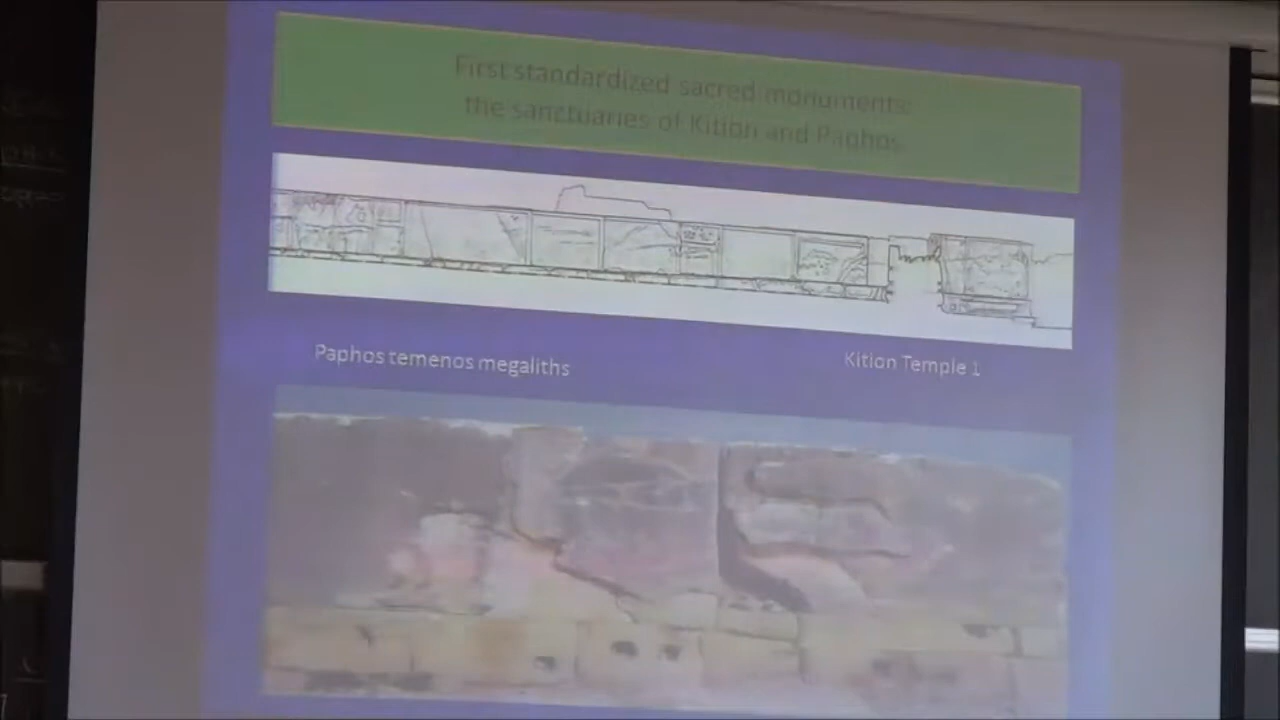 First standardized sacred monuments:
the sanctuaries of Kition and Paphos
Paphos temenos megaliths
Kition Temple 1